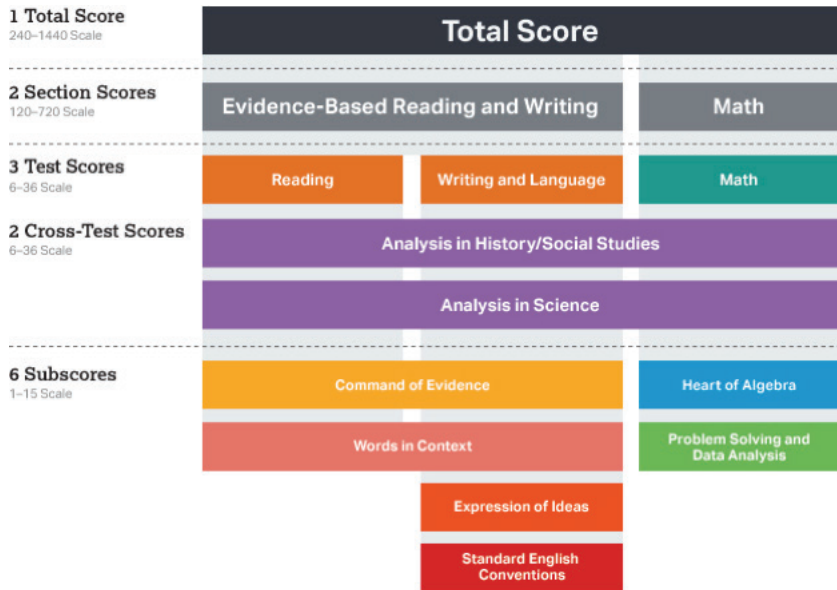 1 Total Score
240–1440 Scale
Total Score
2 Section Scores
120–720 Scale
Evidence-Based Reading and Writing
Math
3 Test Scores
6–36 Scale
Reading
Writing and Language
Math
2 Cross-Test Scores
6–36 Scale
Analysis in History/Social Studies
Analysis in Science
6 Subscores
1–15 Scale
Command of Evidence
Heart of Algebra
Words in Context
Problem Solving and
Data Analysis
Expression of Ideas
Standard English
Conventions